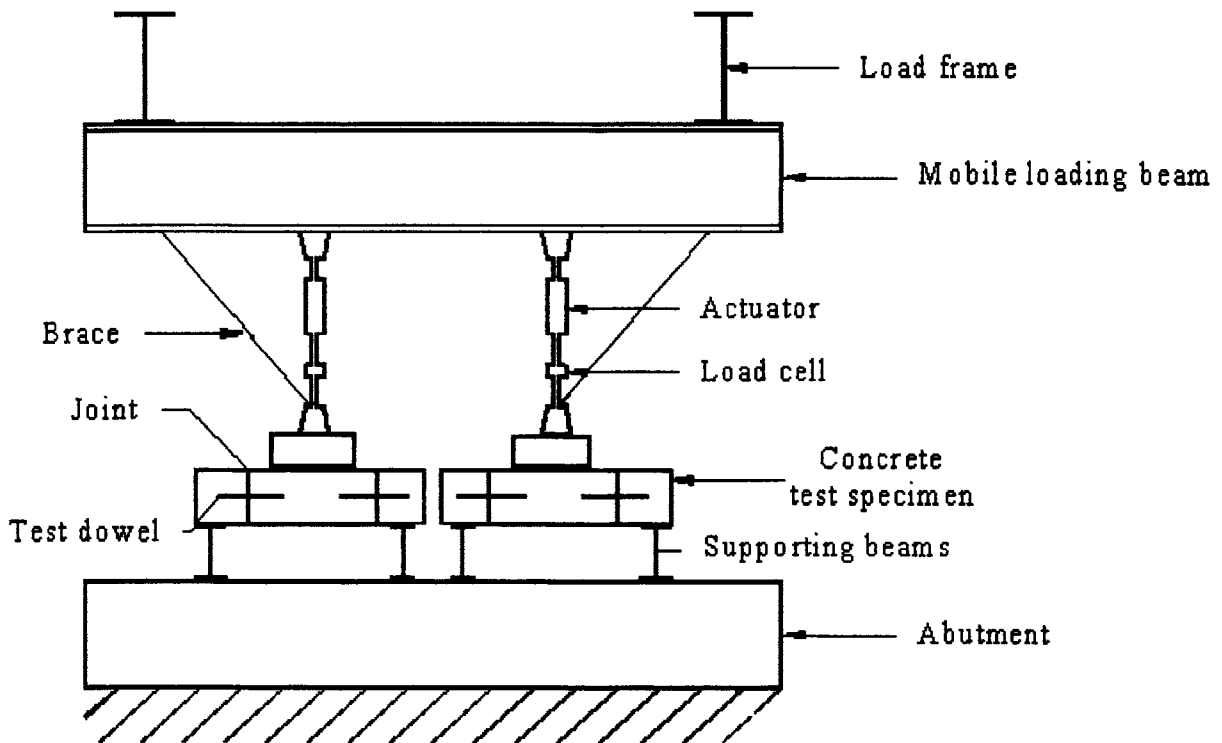 Load frame
Mobile loading beam
Actuator
Brace
Load cell
Joint
Concrete
test specimen
Test dowel
Supporting beams
Abutment